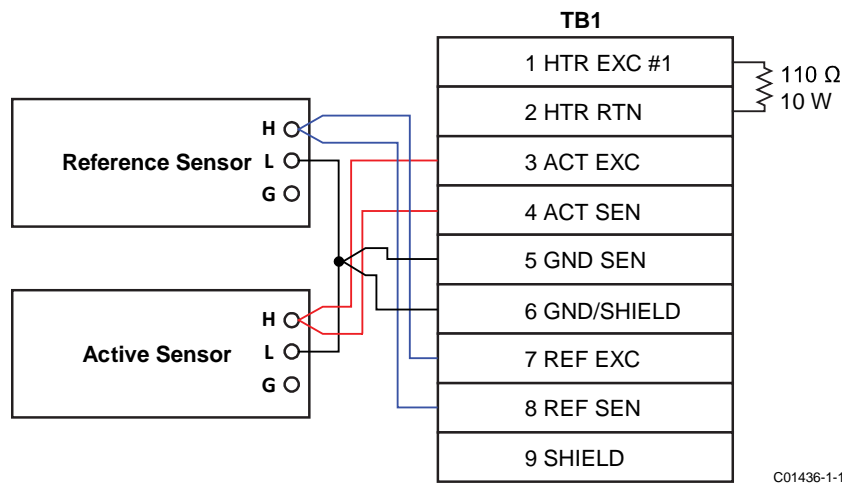 TB1
1 HTR EXC #1
2 HTR RTN
3 ACT EXC
4 ACT SEN
5 GND SEN
6 GND/SHIELD
7 REF EXC
8 REF SEN
9 SHIELD
110 Ω
10 W
Reference Sensor
H
L
G
Active Sensor
H
L
G
C01436-1-1